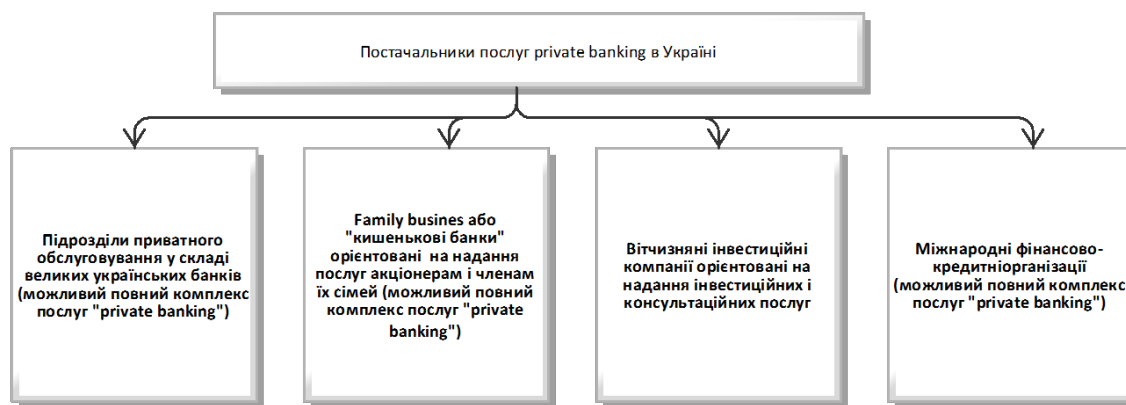 Постачальники послуг private banking в Україні
Підрозділи приватного
обслуговування у складі
великих українських банків
(можливий повний комплекс
послуг "private banking")
Family busines або
"кишенькові банки"
орієнтовані на надання
послуг акціонерам і членам
їх сімей (можливий повний
комплекс послуг "private
banking")
Вітчизняні інвестиційні
компанії орієнтовані на
надання інвестиційних і
консультаційних послуг
Міжнародні фінансово-
кредитніорганізації
(можливий повний комплекс
послуг "private banking")